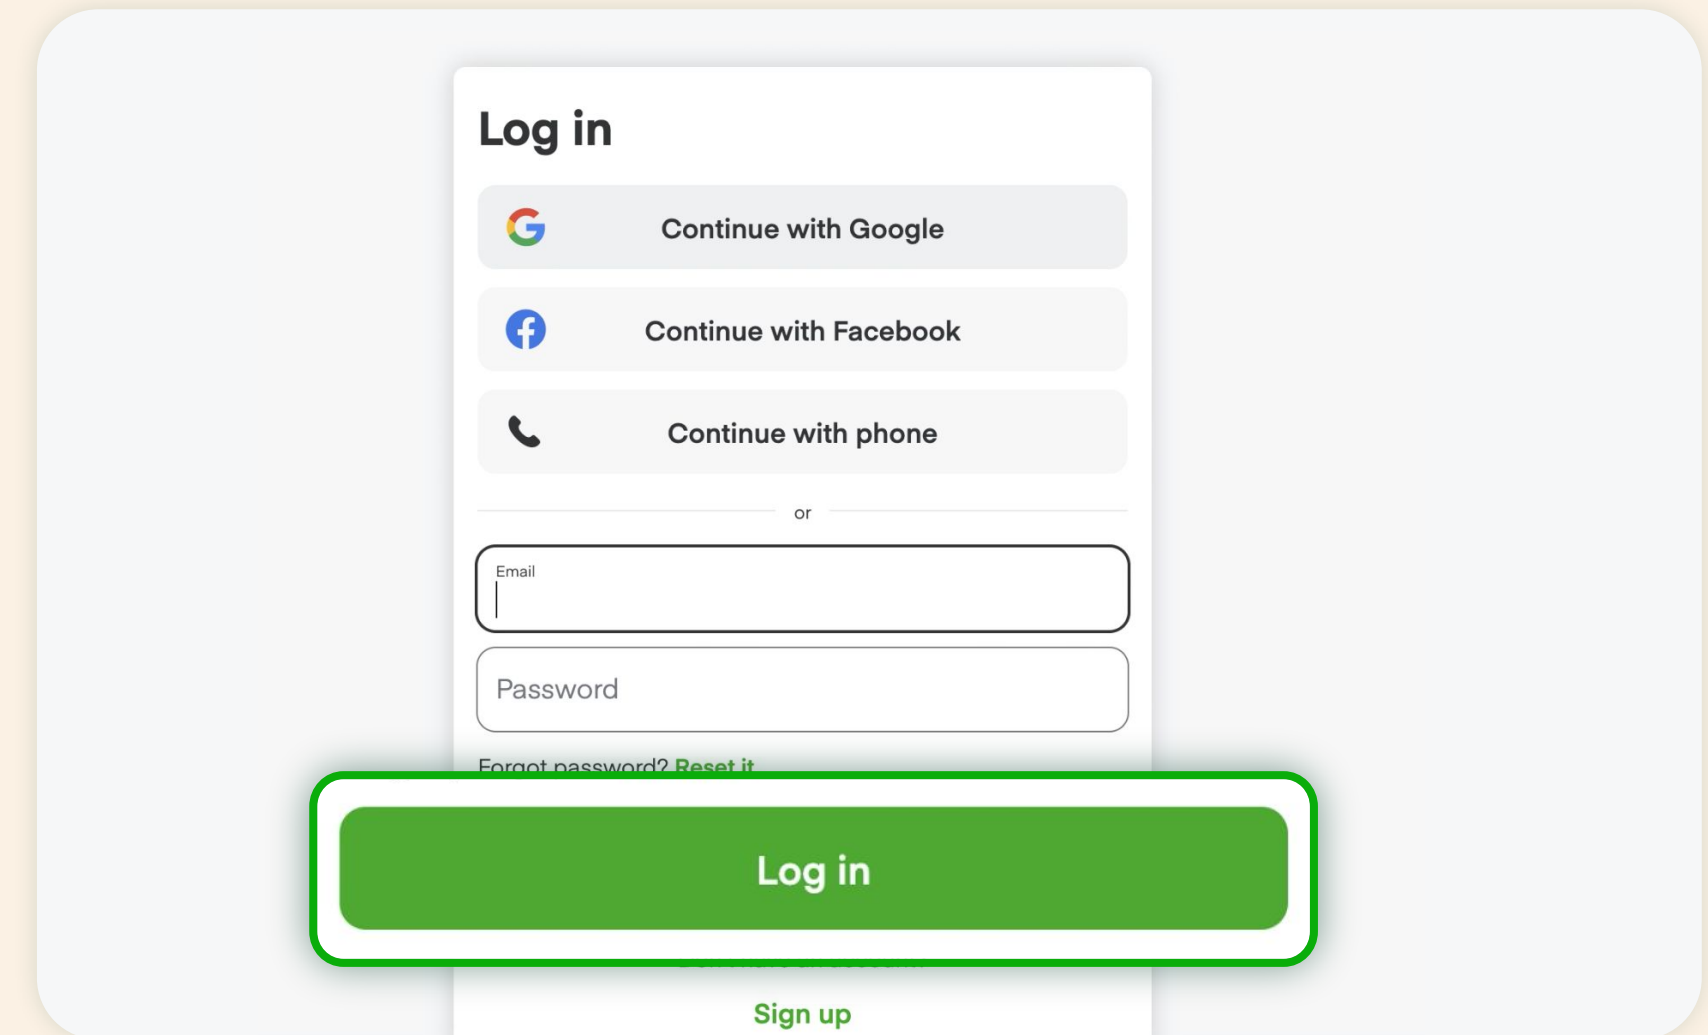 Log in
Continue with Google
Continue with Facebook
Continue with phone
or
Email
Password
Forgot password? Reset it
Log in
Sign up